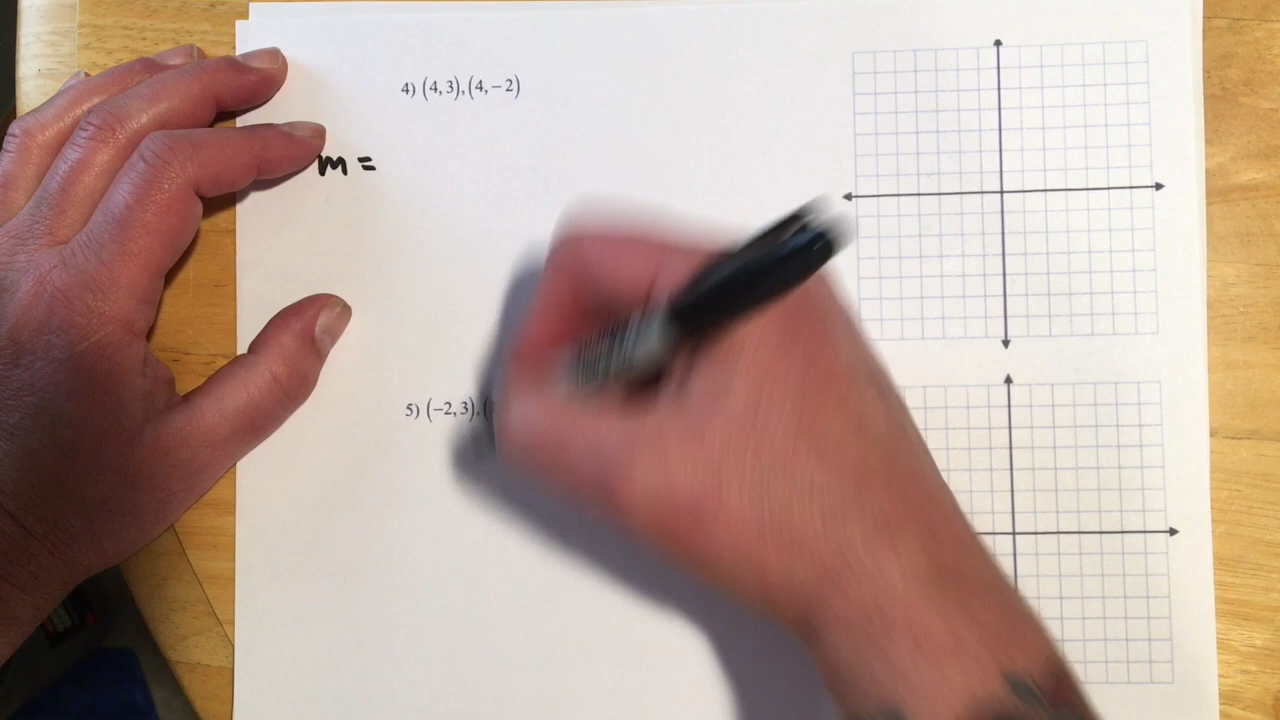 4) (4, 3), (4, −2)
m =
5) (−2, 3), (